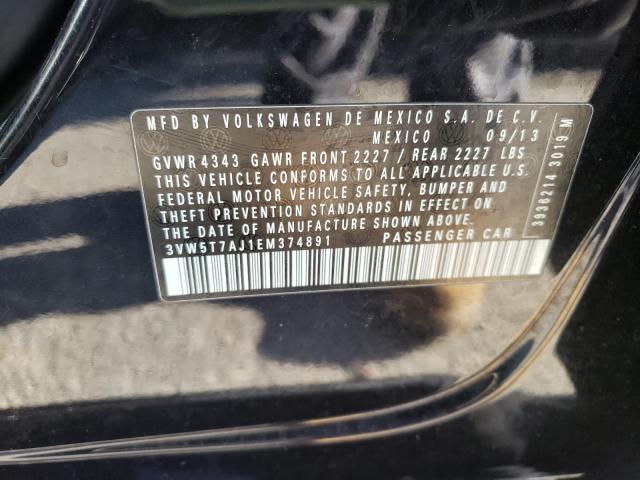 MFD BY VOLKSWAGEN DE MEXICO S.A. DE C.V.
MEXICO 09/13
GVWR 4343 GAWR FRONT 2227 / REAR 2227 LBS
THIS VEHICLE CONFORMS TO ALL APPLICABLE U.S.
FEDERAL MOTOR VEHICLE SAFETY, BUMPER AND
THEFT PREVENTION STANDARDS IN EFFECT ON
THE DATE OF MANUFACTURE SHOWN ABOVE.
3VW5T7AJ1EM374891 PASSENGER CAR
3936214 3019 M